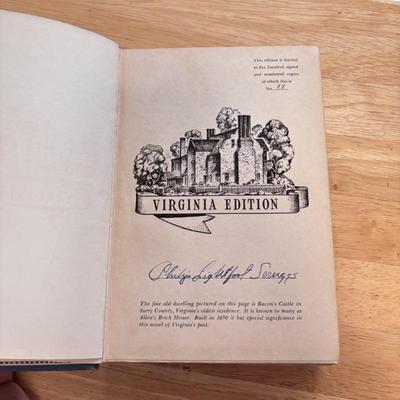 This edition is limited
to five hundred signed
and numbered copies
of which this is
No. 88
VIRGINIA EDITION
Philip Lightfoot Scruggs
The fine old dwelling pictured on this page is Bacon's Castle in
Surry County, Virginia's oldest residence. It is known to many as
Allen's Brick House. Built in 1650 it has special significance in
this novel of Virginia's past.